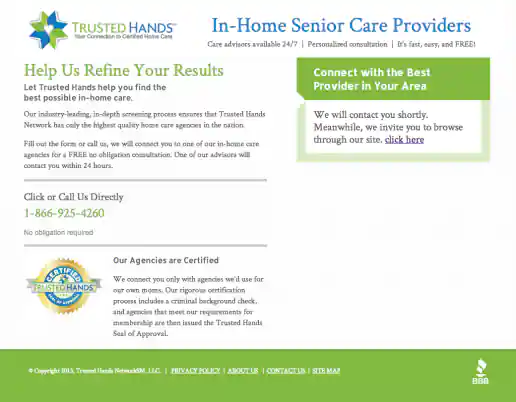 TRUSTED HANDS
Your Connection to Certified Home Care
In-Home Senior Care Providers
Care advisors available 24/7 | Personalized consultation | It's fast, easy, and FREE!
Help Us Refine Your Results
Let Trusted Hands help you find the
best possible in-home care.
Our industry-leading, in-depth screening process ensures that Trusted Hands
Network has only the highest quality home care agencies in the nation.
Fill out the form or call us, we will connect you to one of our in-home care
agencies for a FREE no obligation consultation. One of our advisors will
contact you within 24 hours.
Click or Call Us Directly
1-866-925-4260
No obligation required
Connect with the Best
Provider in Your Area
We will contact you shortly.
Meanwhile, we invite you to browse
through our site. click here
CERTIFIED
TRUSTED HANDS
SEAL OF APPROVAL
Our Agencies are Certified
We connect you only with agencies we'd use for
our own moms. Our rigorous certification
process includes a criminal background check,
and agencies that meet our requirements for
membership are then issued the Trusted Hands
Seal of Approval.
© Copyright 2013, Trusted Hands NetworkSM, LLC. | PRIVACY POLICY | ABOUT US | CONTACT US | SITE MAP
BBB